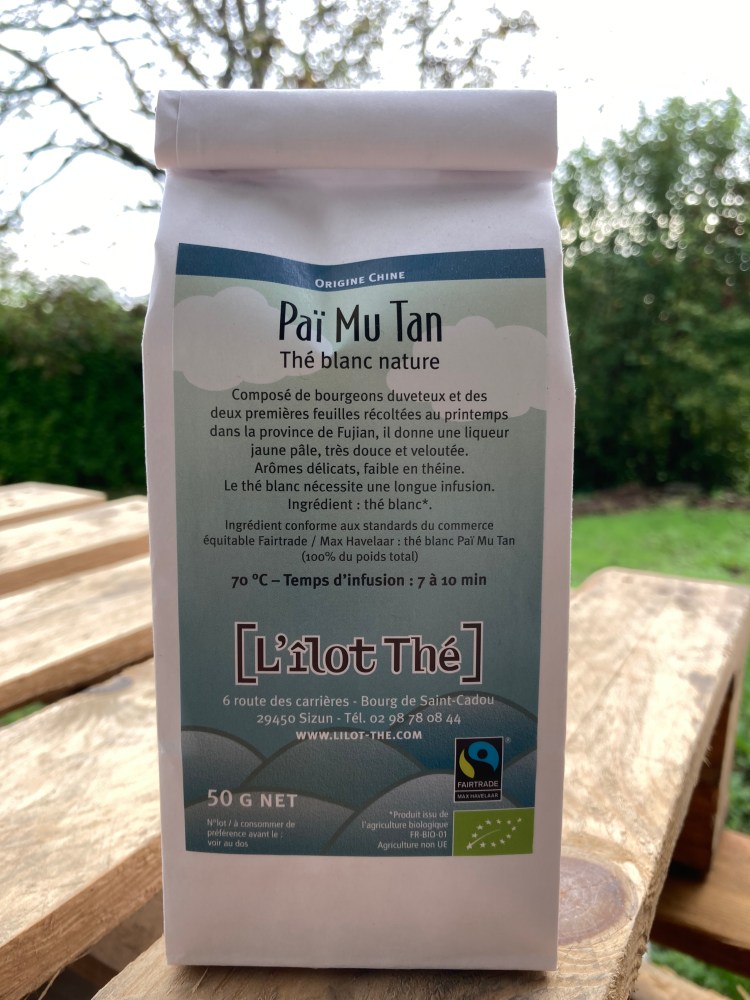 ORIGINE CHINE
Paï Mu Tan
Thé blanc nature
Composé de bourgeons duveteux et des
deux premières feuilles récoltées au printemps
dans la province de Fujian, il donne une liqueur
jaune pâle, très douce et veloutée.
Arômes délicats, faible en théine.
Le thé blanc nécessite une longue infusion.
Ingrédient : thé blanc*.
Ingrédient conforme aux standards du commerce
équitable Fairtrade / Max Havelaar : thé blanc Paï Mu Tan
(100% du poids total)
70 °C – Temps d'infusion : 7 à 10 min
[L'îlot Thé]
6 route des carrières - Bourg de Saint-Cadou
29450 Sizun - Tél. 02 98 78 08 44
WWW.LILOT-THE.COM
FAIRTRADE
MAX HAVELAAR
®
50 G NET
N°lot / à consommer de
préférence avant le :
voir au dos
*Produit issu de
l'agriculture biologique
FR-BIO-01
Agriculture non UE